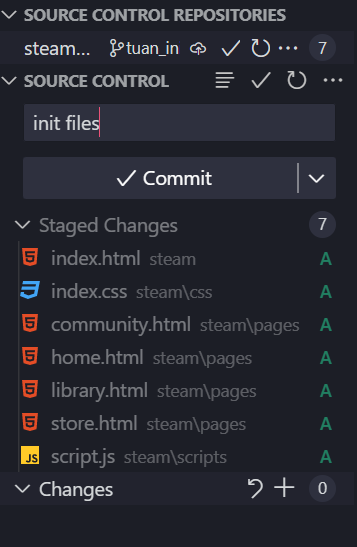 SOURCE CONTROL REPOSITORIES
steam... tuan_in ... 7
SOURCE CONTROL ...
init files
Commit
Staged Changes 7
index.html steam A
index.css steam\css A
community.html steam\pages A
home.html steam\pages A
library.html steam\pages A
store.html steam\pages A
JS script.js steam\scripts A
Changes 0